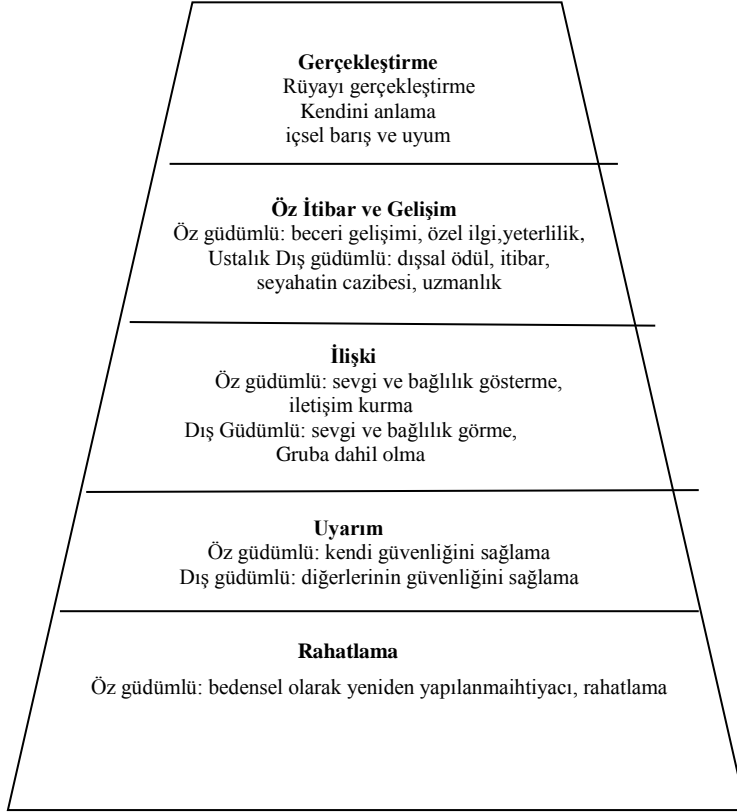 Gerçekleştirme
Rüyayı gerçekleştirme
Kendini anlama
içsel barış ve uyum
Öz İtibar ve Gelişim
Öz güdümlü: beceri gelişimi, özel ilgi,yeterlilik,
Ustalık Dış güdümlü: dışsal ödül, itibar,
seyahatin cazibesi, uzmanlık
İlişki
Öz güdümlü: sevgi ve bağlılık gösterme,
iletişim kurma
Dış Güdümlü: sevgi ve bağlılık görme,
Gruba dahil olma
Uyarım
Öz güdümlü: kendi güvenliğini sağlama
Dış güdümlü: diğerlerinin güvenliğini sağlama
Rahatlama
Öz güdümlü: bedensel olarak yeniden yapılanmaihtiyacı, rahatlama